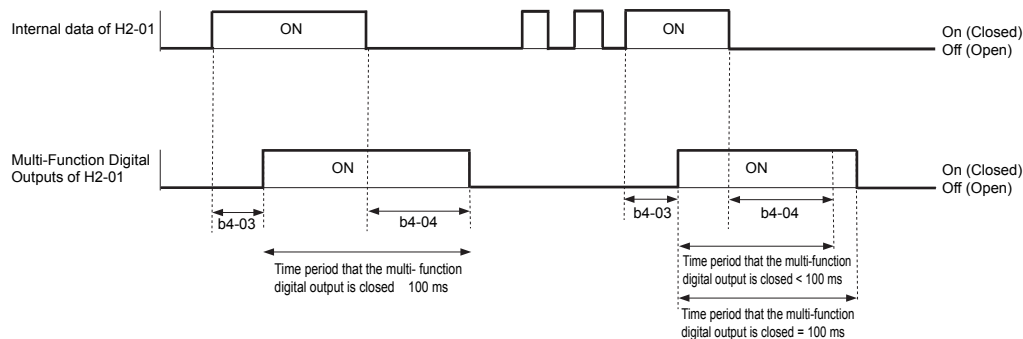 Internal data of H2-01
ON
ON
On (Closed)
Off (Open)
Multi-Function Digital
Outputs of H2-01
ON
ON
On (Closed)
Off (Open)
b4-03
b4-04
b4-03
b4-04
Time period that the multi- function
digital output is closed 100 ms
Time period that the multi-function
digital output is closed < 100 ms
Time period that the multi-function
digital output is closed = 100 ms